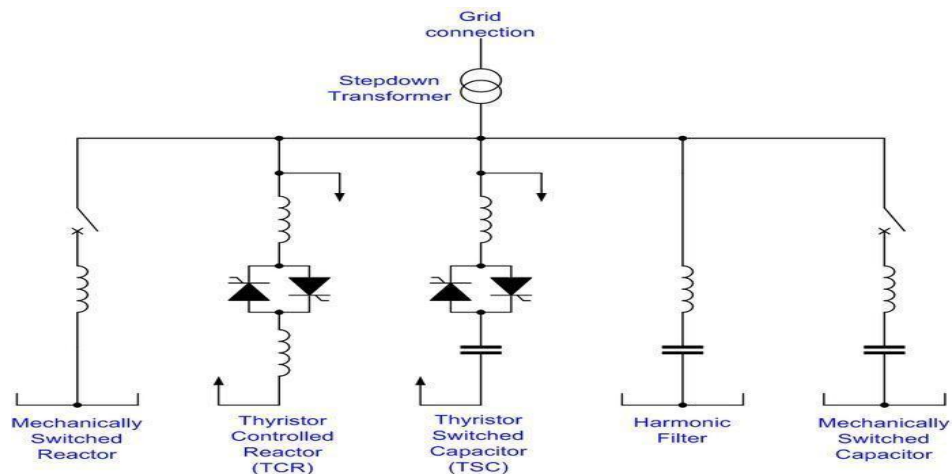 Grid
connection
Stepdown
Transformer
Mechanically
Switched
Reactor
Thyristor
Controlled
Reactor
(TCR)
Thyristor
Switched
Capacitor
(TSC)
Harmonic
Filter
Mechanically
Switched
Capacitor